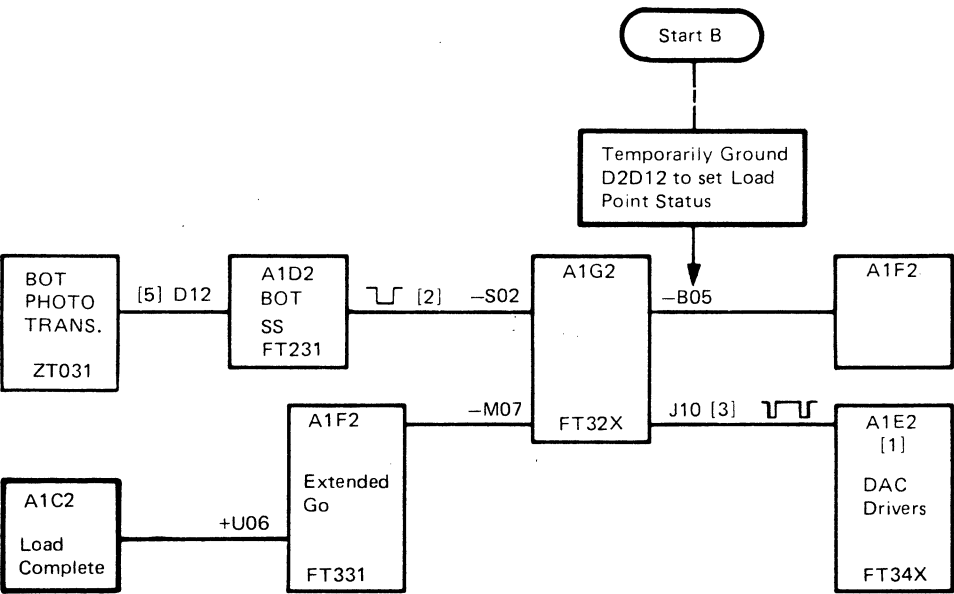 Start B
Temporarily Ground
D2D12 to set Load
Point Status
BOT
PHOTO
TRANS.
ZT031
[5] D12
A1D2
BOT
SS
FT231
[2]
−S02
A1G2
FT32X
−B05
A1F2
A1F2
Extended
Go
FT331
−M07
J10 [3]
A1E2
[1]
DAC
Drivers
FT34X
A1C2
Load
Complete
+U06